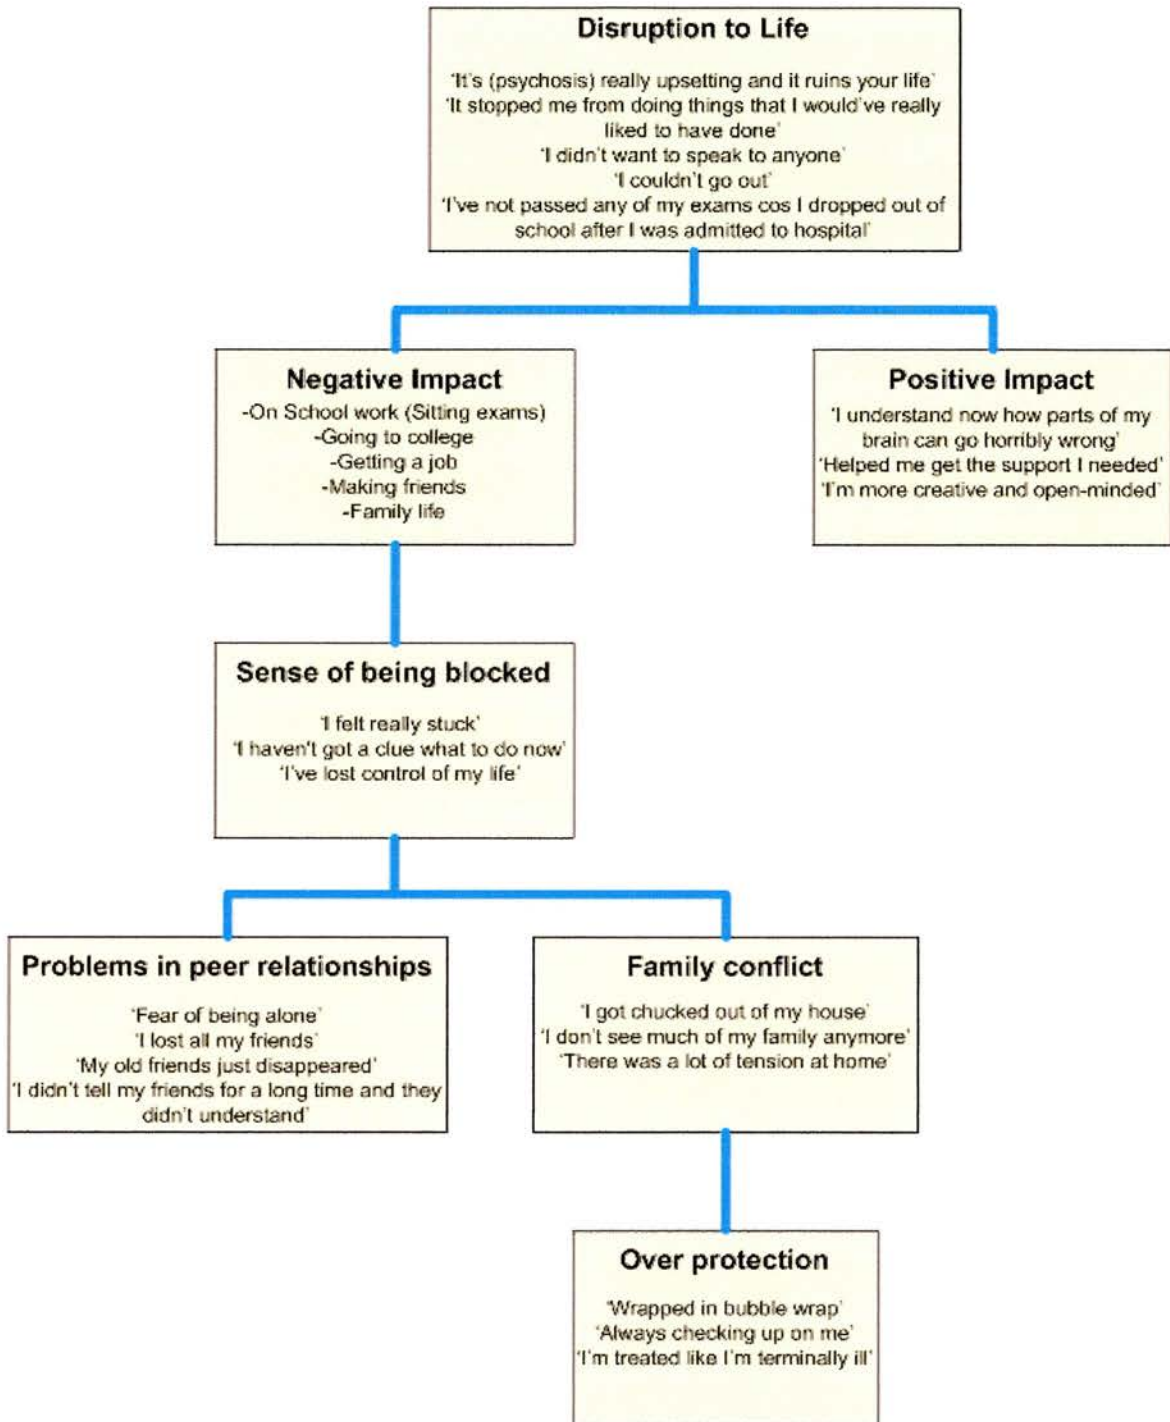 Disruption to Life
'It's (psychosis) really upsetting and it ruins your life'
'It stopped me from doing things that I would've really
liked to have done'
'I didn't want to speak to anyone'
'I couldn't go out'
'I've not passed any of my exams cos I dropped out of
school after I was admitted to hospital'
Negative Impact
-On School work (Sitting exams)
-Going to college
-Getting a job
-Making friends
-Family life
Positive Impact
'I understand now how parts of my
brain can go horribly wrong'
'Helped me get the support I needed'
'I'm more creative and open-minded'
Sense of being blocked
'I felt really stuck'
'I haven't got a clue what to do now'
'I've lost control of my life'
Problems in peer relationships
'Fear of being alone'
'I lost all my friends'
'My old friends just disappeared'
'I didn't tell my friends for a long time and they
didn't understand'
Family conflict
'I got chucked out of my house'
'I don't see much of my family anymore'
'There was a lot of tension at home'
Over protection
'Wrapped in bubble wrap'
'Always checking up on me'
'I'm treated like I'm terminally ill'